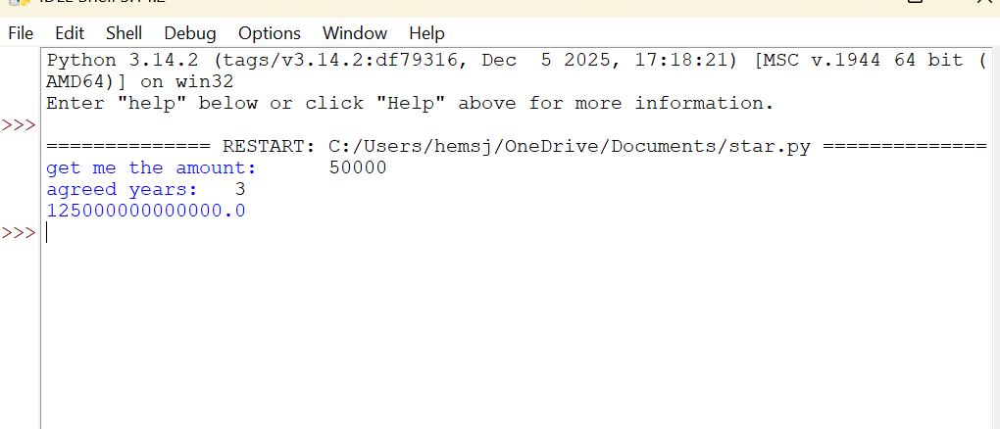 File Edit Shell Debug Options Window Help
Python 3.14.2 (tags/v3.14.2:df79316, Dec  5 2025, 17:18:21) [MSC v.1944 64 bit (
AMD64)] on win32
Enter "help" below or click "Help" above for more information.
>>>
============== RESTART: C:/Users/hemsj/OneDrive/Documents/star.py ==============
get me the amount:      50000
agreed years:   3
125000000000000.0
>>>